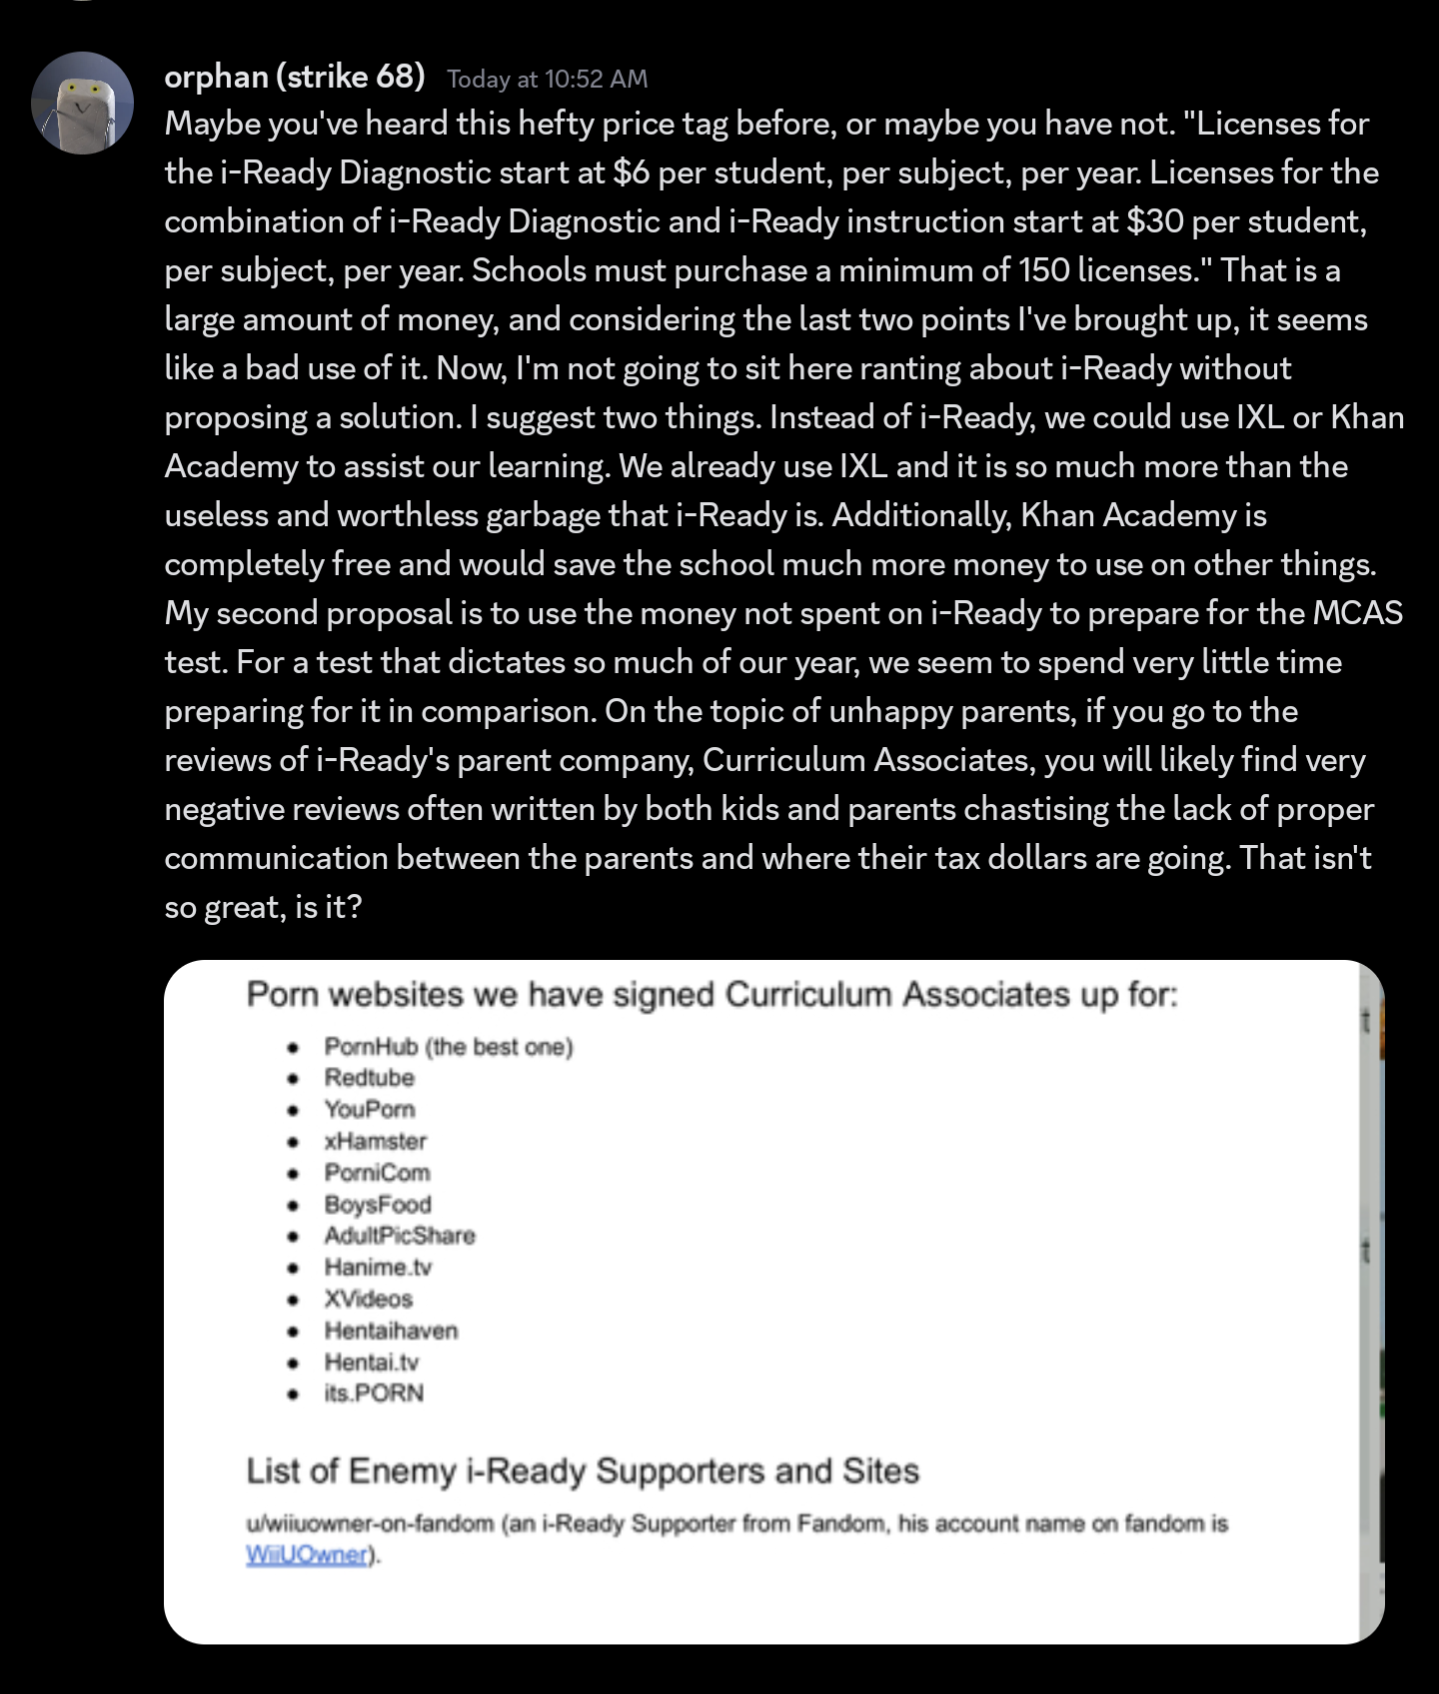 orphan (strike 68) Today at 10:52 AM
Maybe you've heard this hefty price tag before, or maybe you have not. "Licenses for
the i-Ready Diagnostic start at $6 per student, per subject, per year. Licenses for the
combination of i-Ready Diagnostic and i-Ready instruction start at $30 per student,
per subject, per year. Schools must purchase a minimum of 150 licenses." That is a
large amount of money, and considering the last two points I've brought up, it seems
like a bad use of it. Now, I'm not going to sit here ranting about i-Ready without
proposing a solution. I suggest two things. Instead of i-Ready, we could use IXL or Khan
Academy to assist our learning. We already use IXL and it is so much more than the
useless and worthless garbage that i-Ready is. Additionally, Khan Academy is
completely free and would save the school much more money to use on other things.
My second proposal is to use the money not spent on i-Ready to prepare for the MCAS
test. For a test that dictates so much of our year, we seem to spend very little time
preparing for it in comparison. On the topic of unhappy parents, if you go to the
reviews of i-Ready's parent company, Curriculum Associates, you will likely find very
negative reviews often written by both kids and parents chastising the lack of proper
communication between the parents and where their tax dollars are going. That isn't
so great, is it?
Porn websites we have signed Curriculum Associates up for:
● PornHub (the best one)
● Redtube
● YouPorn
● xHamster
● PorniCom
● BoysFood
● AdultPicShare
● Hanime.tv
● XVideos
● Hentaihaven
● Hentai.tv
● its.PORN
List of Enemy i-Ready Supporters and Sites
u/wiiuowner-on-fandom (an i-Ready Supporter from Fandom, his account name on fandom is
WiiUOwner).
t
t